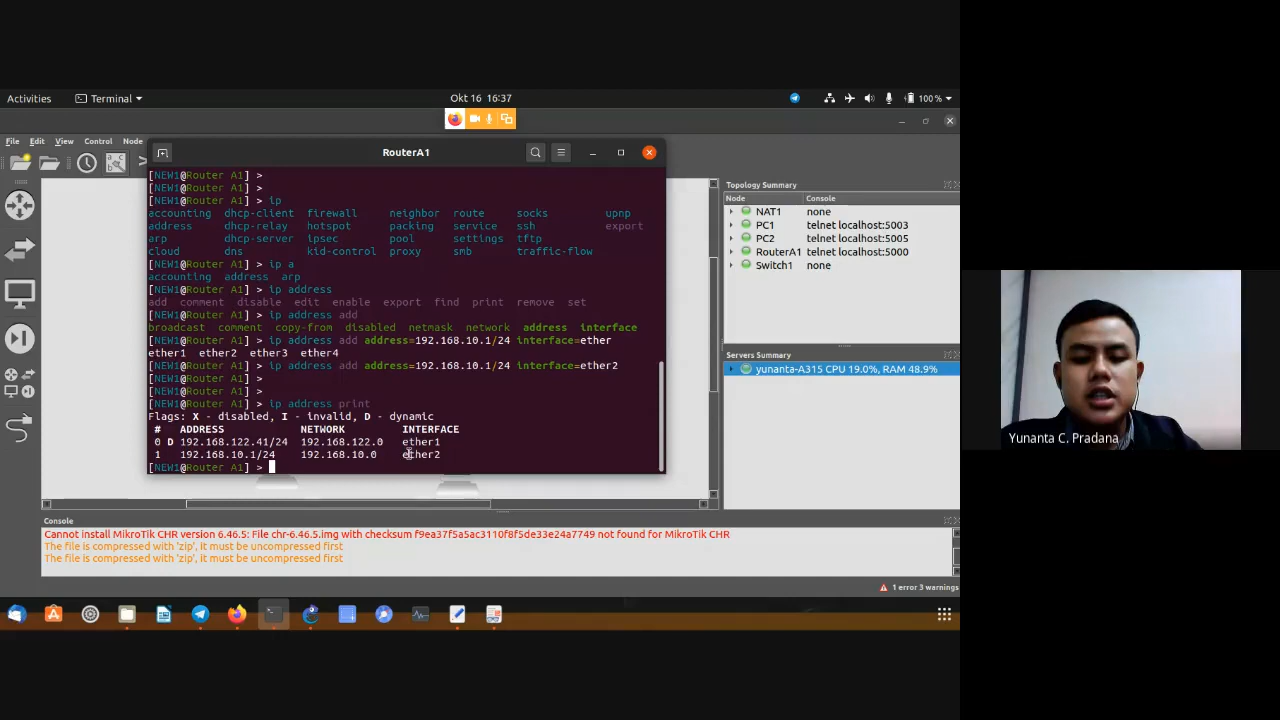 Activities
Terminal
Okt 16 16:37
100 %
File Edit View Control Node
RouterA1
[NEW1@Router A1] >
[NEW1@Router A1] >
[NEW1@Router A1] > ip
accounting dhcp-client firewall neighbor route socks upnp
address dhcp-relay hotspot packing service ssh export
arp dhcp-server ipsec pool settings tftp
cloud dns kid-control proxy smb traffic-flow
[NEW1@Router A1] > ip a
accounting address arp
[NEW1@Router A1] > ip address
add comment disable edit enable export find print remove set
[NEW1@Router A1] > ip address add
broadcast comment copy-from disabled netmask network address interface
[NEW1@Router A1] > ip address add address=192.168.10.1/24 interface=ether
ether1 ether2 ether3 ether4
[NEW1@Router A1] > ip address add address=192.168.10.1/24 interface=ether2
[NEW1@Router A1] >
[NEW1@Router A1] > ip address print
Flags: X - disabled, I - invalid, D - dynamic
# ADDRESS NETWORK INTERFACE
0 D 192.168.122.41/24 192.168.122.0 ether1
1 192.168.10.1/24 192.168.10.0 ether2
[NEW1@Router A1] >
Topology Summary
Node Console
NAT1 none
PC1 telnet localhost:5003
PC2 telnet localhost:5005
RouterA1 telnet localhost:5000
Switch1 none
Servers Summary
yunanta-A315 CPU 19.0%, RAM 48.9%
Console
Cannot install MikroTik CHR version 6.46.5: File chr-6.46.5.img with checksum f9ea37f5a5ac3110f8f5de33e24a7749 not found for MikroTik CHR
The file is compressed with 'zip', it must be uncompressed first
The file is compressed with 'zip', it must be uncompressed first
1 error 3 warnings
Yunanta C. Pradana